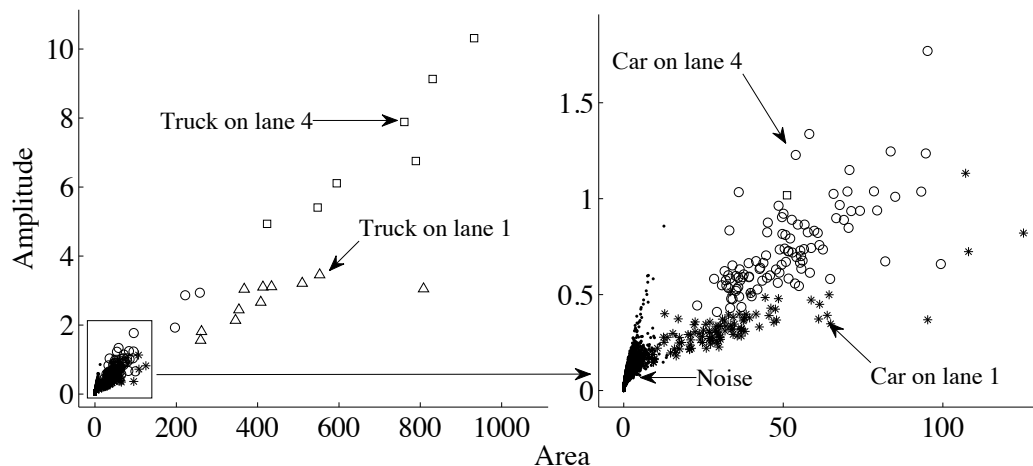 Amplitude
10
8
6
4
2
0
0
200
400
600
800
1000
Truck on lane 4
Truck on lane 1
1.5
1
0.5
0
0
50
100
Car on lane 4
Noise
Car on lane 1
Area